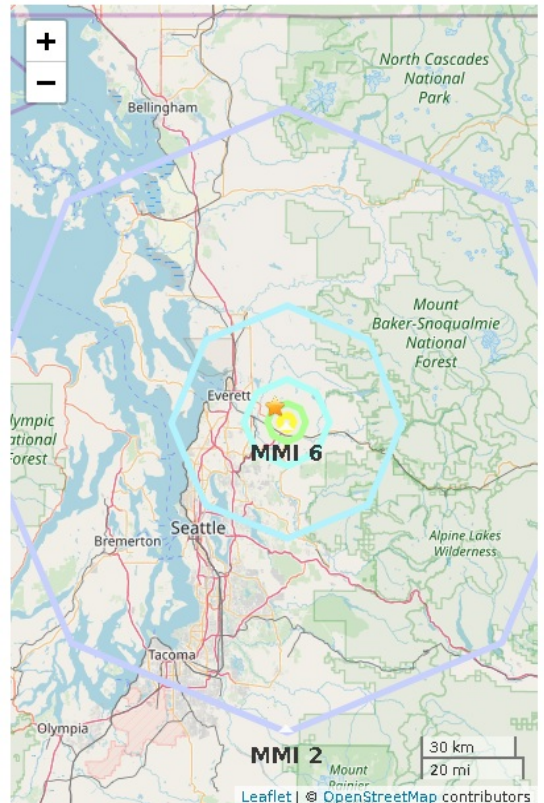 +
−
North Cascades
National
Park
Bellingham
Mount
Baker-Snoqualmie
National
Forest
Everett
lympic
ational
Forest
MMI 6
Seattle
Bremerton
Alpine Lakes
Wilderness
Tacoma
Olympia
MMI 2
30 km
20 mi
Mount
Rainier
Leaflet | © OpenStreetMap contributors